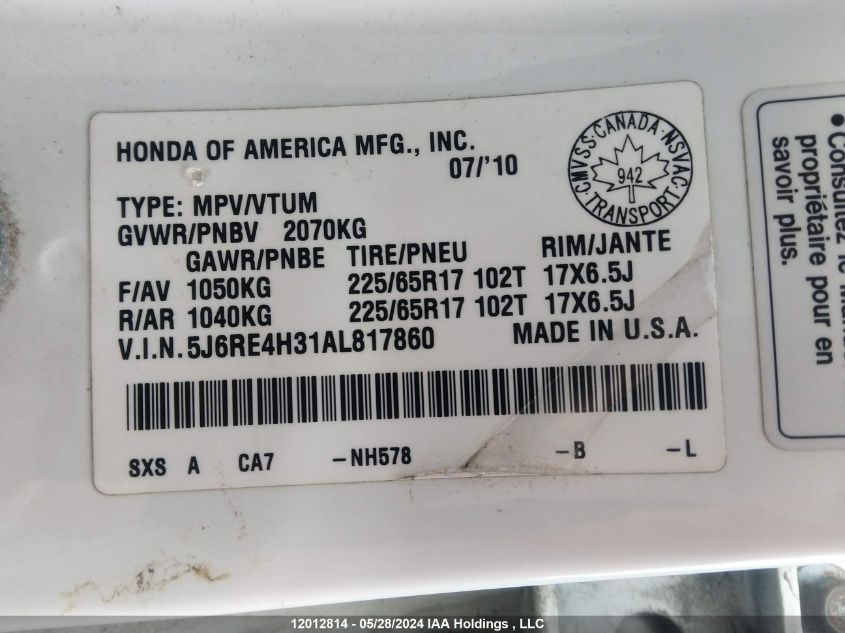 HONDA OF AMERICA MFG., INC.
07/'10
TYPE: MPV/VTUM
GVWR/PNBV 2070KG
GAWR/PNBE TIRE/PNEU RIM/JANTE
F/AV 1050KG 225/65R17 102T 17X6.5J
R/AR 1040KG 225/65R17 102T 17X6.5J
V.I.N. 5J6RE4H31AL817860 MADE IN U.S.A.
SXS A CA7 -NH578 -B -L
CMVSS · CANADA · NSVAC · TRANSPORT
942
• Consultez le
propriétaire pour en
savoir plus.
12012814 - 05/28/2024 IAA Holdings , LLC